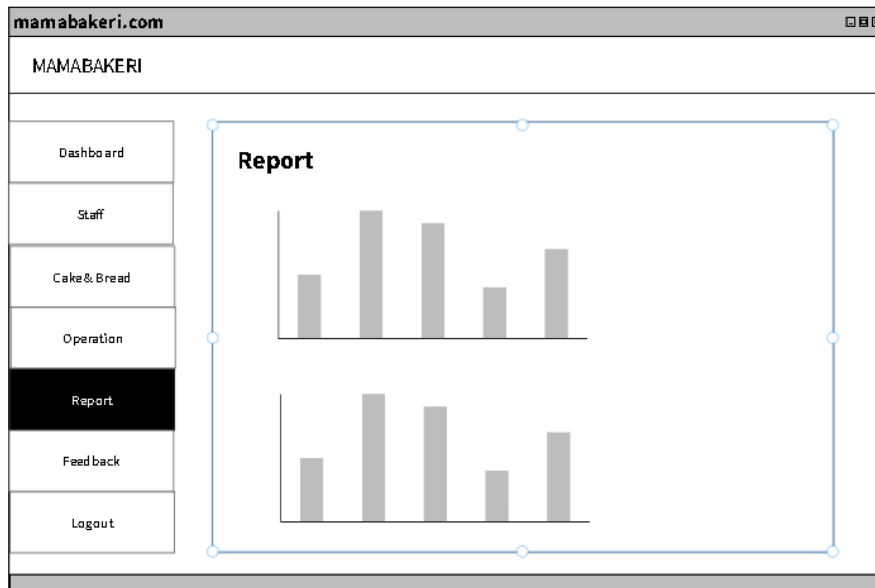 mamabakeri.com
MAMABAKERI
Dashboard
Staff
Cake & Bread
Operation
Report
Feedback
Logout
Report